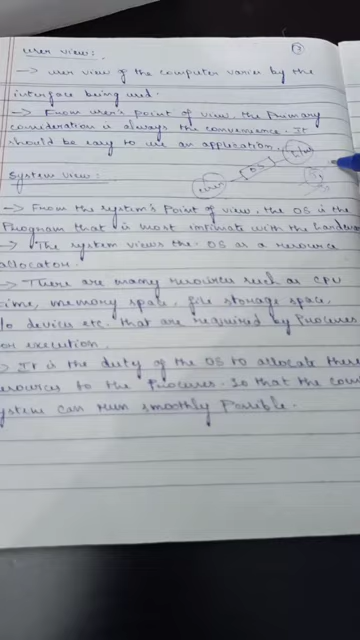 user view :
→ user view of the computer varies by the
interface being used.
→ From user's point of view, the primary
consideration is always the convenience. It
should be easy to use an application.
user
OS
System view :
→ From the system's point of view, the OS is the
Program that is most intimate with the hardware
→ The system views the OS as a resource
allocator.
→ There are many resources such as CPU
time, memory space, file storage space,
I/o devices etc. that are required by Processes
for execution.
→ It is the duty of the OS to allocate these
resources to the Processes. So that the com
system can run smoothly Possible.